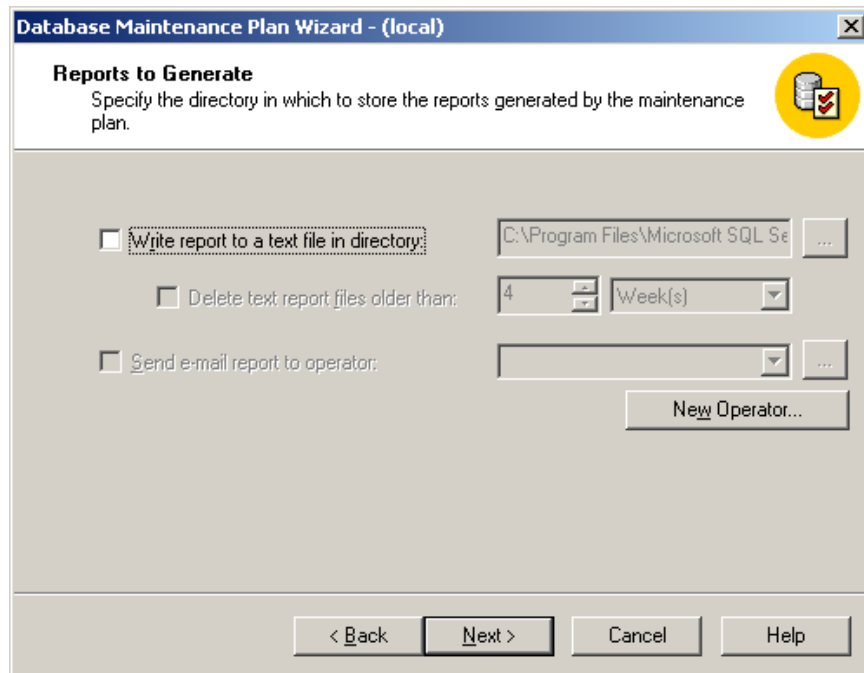 Database Maintenance Plan Wizard - (local)
Reports to Generate
Specify the directory in which to store the reports generated by the maintenance
plan.
Write report to a text file in directory: C:\Program Files\Microsoft SQL Se ...
Delete text report files older than: 4 Week(s)
Send e-mail report to operator: ...
New Operator...
< Back Next > Cancel Help